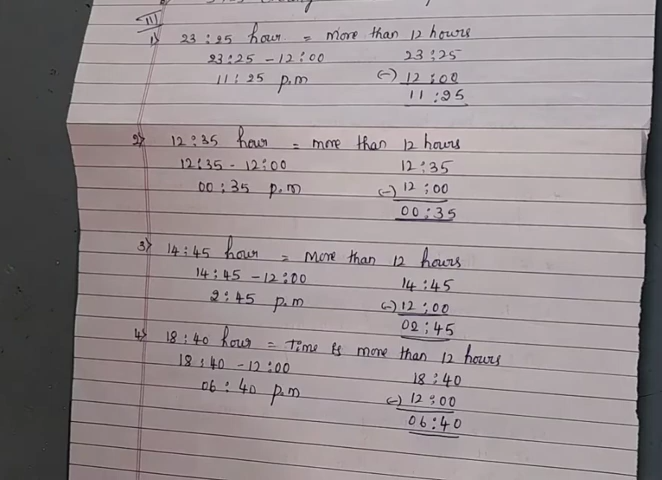 III
1) 23:25 hour = more than 12 hours
23:25 - 12:00 23:25
11:25 p.m (-) 12:00
11:25
2) 12:35 hour = more than 12 hours
12:35 - 12:00 12:35
00:35 p.m (-) 12:00
00:35
3) 14:45 hour = more than 12 hours
14:45 - 12:00 14:45
2:45 p.m (-) 12:00
02:45
4) 18:40 hour = time is more than 12 hours
18:40 - 12:00 18:40
06:40 p.m (-) 12:00
06:40